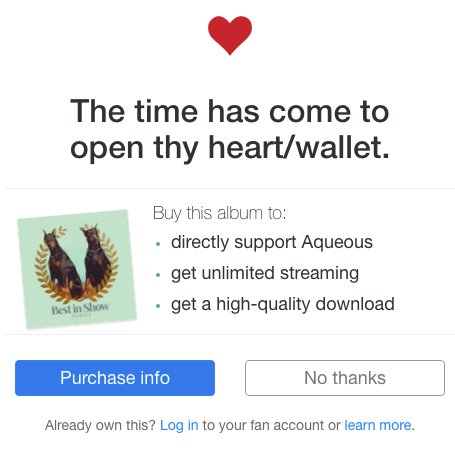 The time has come to
open thy heart/wallet.
Buy this album to:
directly support Aqueous
get unlimited streaming
get a high-quality download
Best in Show
Purchase info
No thanks
Already own this? Log in to your fan account or learn more.